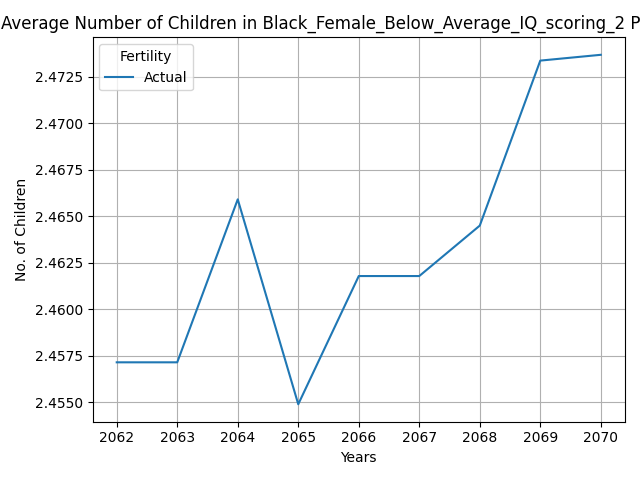 Average Number of Children in Black_Female_Below_Average_IQ_scoring_2 P
Fertility
Actual
2.4725
2.4700
2.4675
2.4650
2.4625
2.4600
2.4575
2.4550
No. of Children
2062 2063 2064 2065 2066 2067 2068 2069 2070
Years